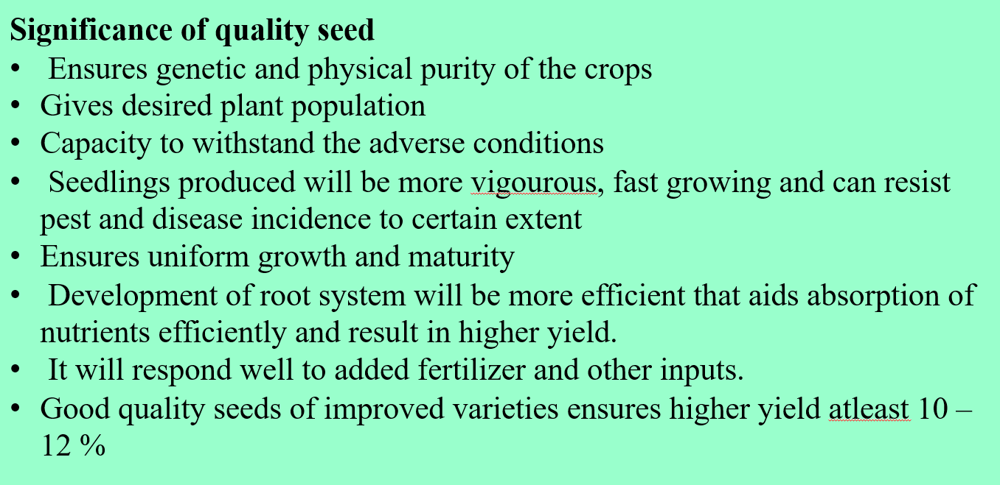 Significance of quality seed
• Ensures genetic and physical purity of the crops
• Gives desired plant population
• Capacity to withstand the adverse conditions
• Seedlings produced will be more vigourous, fast growing and can resist
pest and disease incidence to certain extent
• Ensures uniform growth and maturity
• Development of root system will be more efficient that aids absorption of
nutrients efficiently and result in higher yield.
• It will respond well to added fertilizer and other inputs.
• Good quality seeds of improved varieties ensures higher yield atleast 10 –
12 %